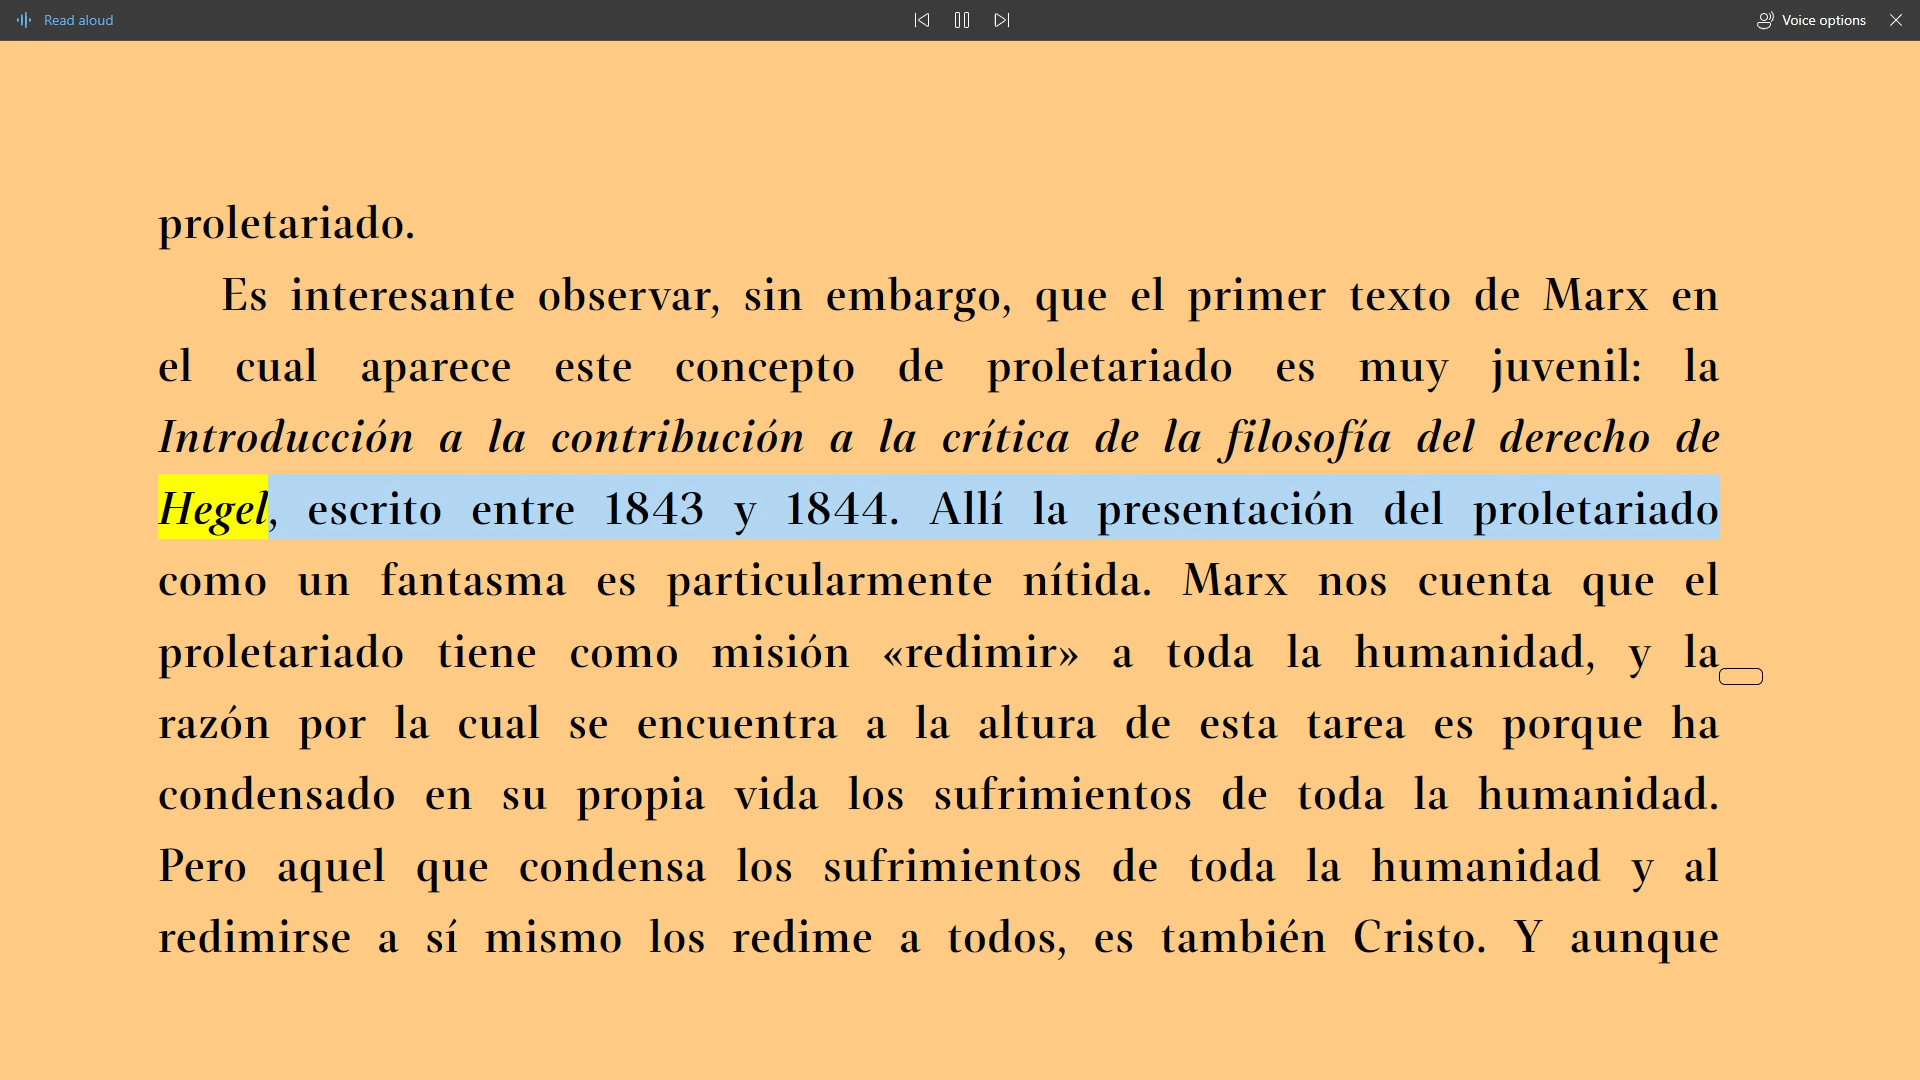 Read aloud
Voice options
proletariado.
Es interesante observar, sin embargo, que el primer texto de Marx en
el cual aparece este concepto de proletariado es muy juvenil: la
Introducción a la contribución a la crítica de la filosofía del derecho de
Hegel, escrito entre 1843 y 1844. Allí la presentación del proletariado
como un fantasma es particularmente nítida. Marx nos cuenta que el
proletariado tiene como misión «redimir» a toda la humanidad, y la
razón por la cual se encuentra a la altura de esta tarea es porque ha
condensado en su propia vida los sufrimientos de toda la humanidad.
Pero aquel que condensa los sufrimientos de toda la humanidad y al
redimirse a sí mismo los redime a todos, es también Cristo. Y aunque